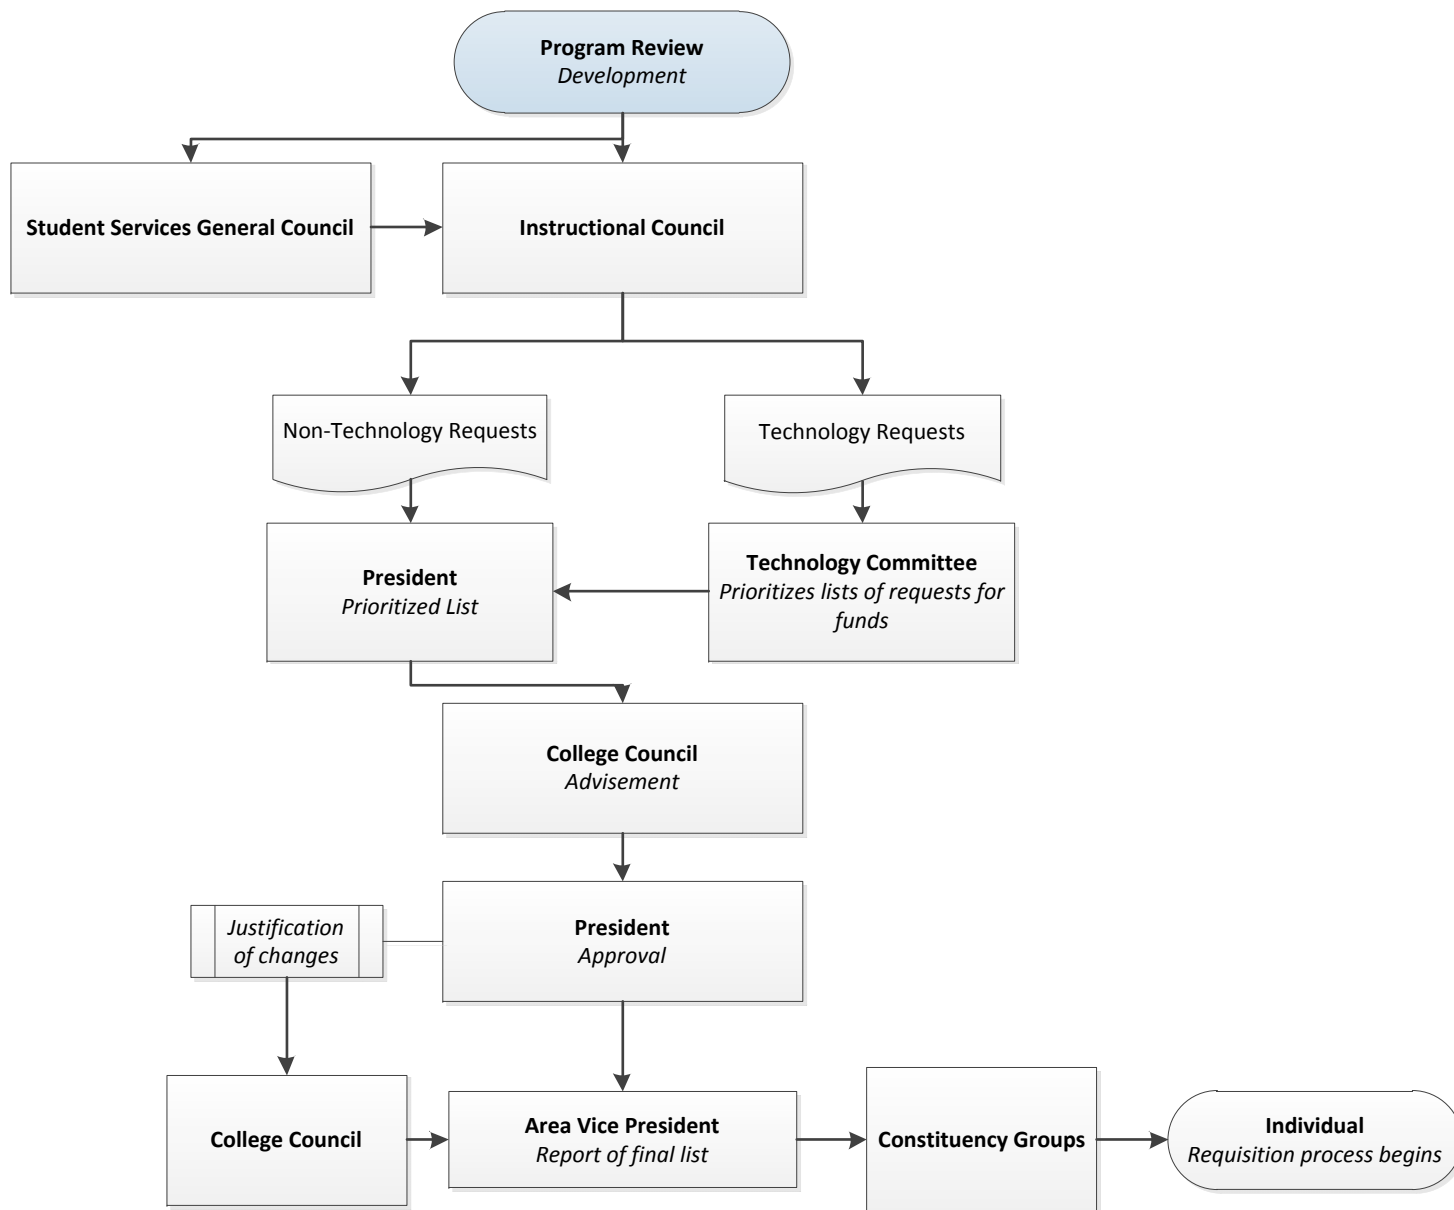 Program Review
Development
Student Services General Council
Instructional Council
Non-Technology Requests
Technology Requests
President
Prioritized List
Technology Committee
Prioritizes lists of requests for
funds
College Council
Advisement
President
Approval
Justification
of changes
College Council
Area Vice President
Report of final list
Constituency Groups
Individual
Requisition process begins